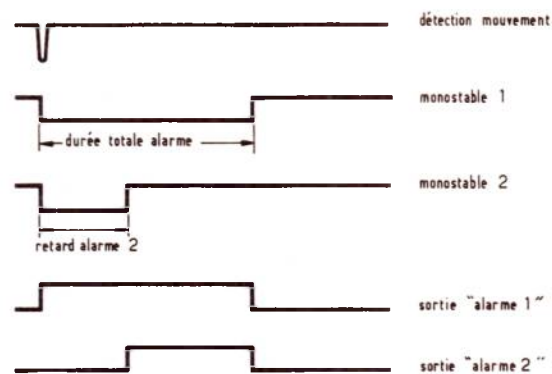 détection mouvement
monostable 1
durée totale alarme
monostable 2
retard alarme 2
sortie "alarme 1"
sortie "alarme 2"